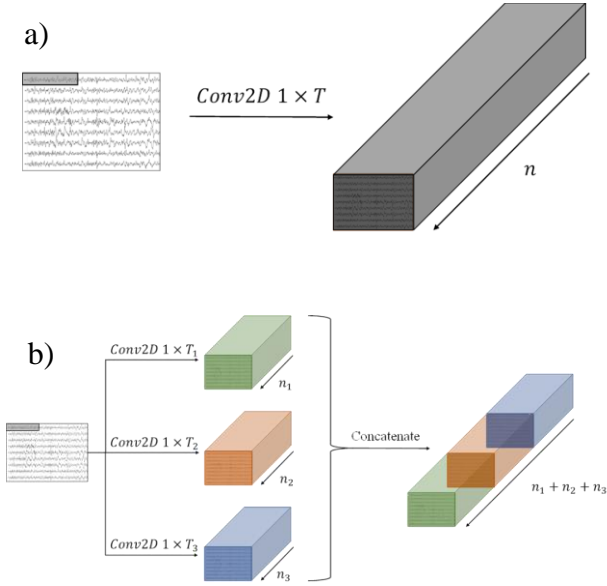 a)
Conv2D 1 × T
n
b)
Conv2D 1 × T₁
n₁
Conv2D 1 × T₂
n₂
Conv2D 1 × T₃
n₃
Concatenate
n₁ + n₂ + n₃